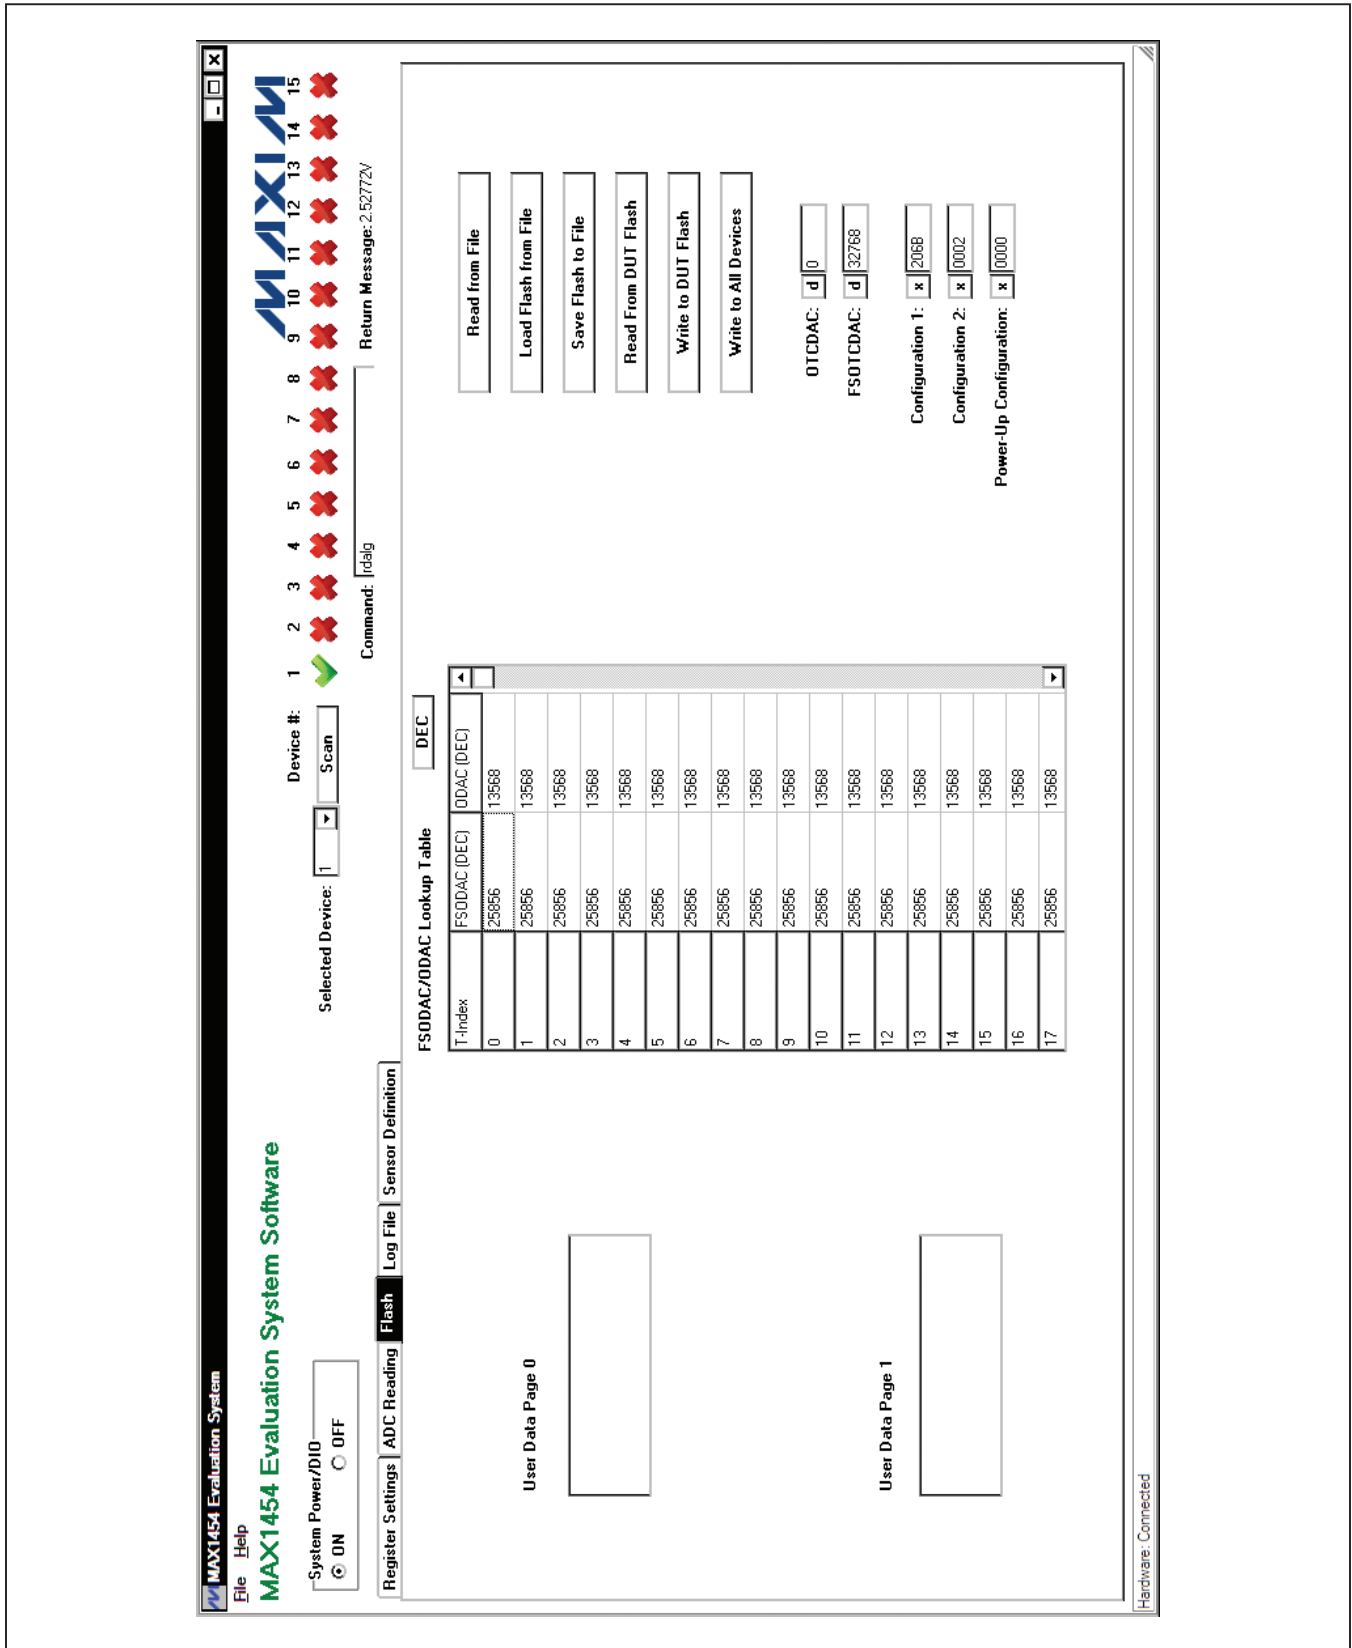 MAX1454 Evaluation System
File Help
MAX1454 Evaluation System Software
MAXIM
System Power/DIO
ON OFF
Selected Device: 1 Scan
Device #: 1 2 3 4 5 6 7 8 9 10 11 12 13 14 15
Command: rdalg
Return Message: 2.52772V
Register Settings ADC Reading Flash Log File Sensor Definition
User Data Page 0
User Data Page 1
FSODAC/ODAC Lookup Table DEC
T-Index FSODAC (DEC) ODAC (DEC)
0 25856 13568
1 25856 13568
2 25856 13568
3 25856 13568
4 25856 13568
5 25856 13568
6 25856 13568
7 25856 13568
8 25856 13568
9 25856 13568
10 25856 13568
11 25856 13568
12 25856 13568
13 25856 13568
14 25856 13568
15 25856 13568
16 25856 13568
17 25856 13568
Read from File
Load Flash from File
Save Flash to File
Read From DUT Flash
Write to DUT Flash
Write to All Devices
OTCDAC: d 0
FSOTCDAC: d 32768
Configuration 1: x 206B
Configuration 2: x 0002
Power-Up Configuration: x 0000
Hardware: Connected